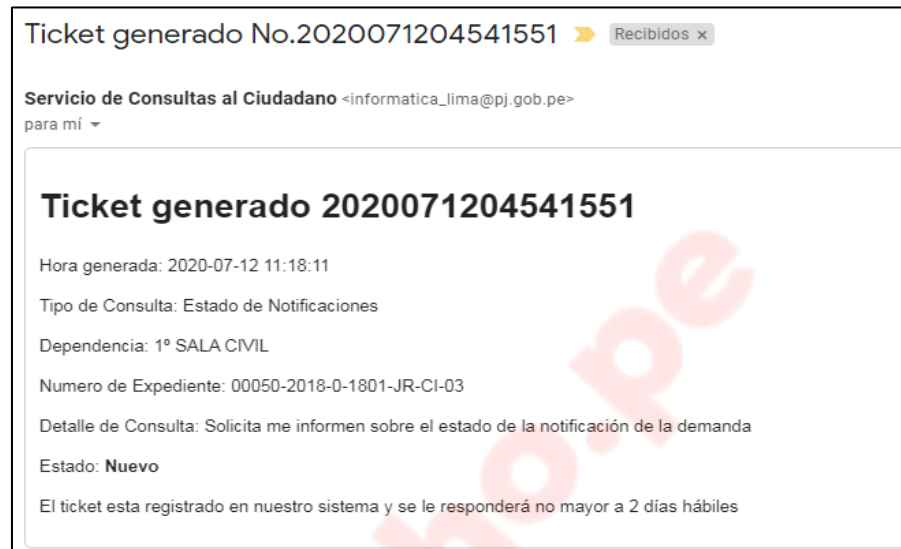 Ticket generado No.2020071204541551 Recibidos x
Servicio de Consultas al Ciudadano <informatica_lima@pj.gob.pe>
para mí
Ticket generado 2020071204541551
Hora generada: 2020-07-12 11:18:11
Tipo de Consulta: Estado de Notificaciones
Dependencia: 1º SALA CIVIL
Numero de Expediente: 00050-2018-0-1801-JR-CI-03
Detalle de Consulta: Solicita me informen sobre el estado de la notificación de la demanda
Estado: Nuevo
El ticket esta registrado en nuestro sistema y se le responderá no mayor a 2 días hábiles
ho.pe